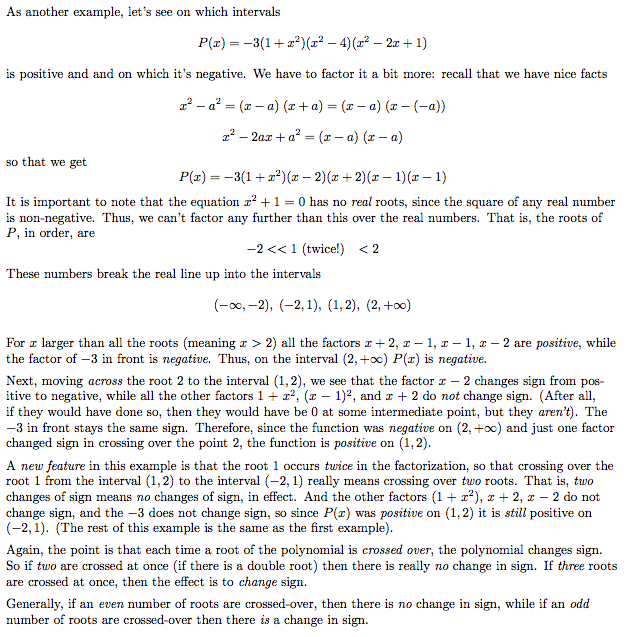 As another example, let's see on which intervals
P(x) = −3(1 + x²)(x² − 4)(x² − 2x + 1)
is positive and and on which it's negative. We have to factor it a bit more: recall that we have nice facts
x² − a² = (x − a) (x + a) = (x − a) (x − (−a))
x² − 2ax + a² = (x − a) (x − a)
so that we get
P(x) = −3(1 + x²)(x − 2)(x + 2)(x − 1)(x − 1)
It is important to note that the equation x² + 1 = 0 has no real roots, since the square of any real number
is non-negative. Thus, we can't factor any further than this over the real numbers. That is, the roots of
P, in order, are
−2 << 1 (twice!) < 2
These numbers break the real line up into the intervals
(−∞, −2), (−2, 1), (1, 2), (2, +∞)
For x larger than all the roots (meaning x > 2) all the factors x + 2, x − 1, x − 1, x − 2 are positive, while
the factor of −3 in front is negative. Thus, on the interval (2, +∞) P(x) is negative.
Next, moving across the root 2 to the interval (1, 2), we see that the factor x − 2 changes sign from pos-
itive to negative, while all the other factors 1 + x², (x − 1)², and x + 2 do not change sign. (After all,
if they would have done so, then they would have be 0 at some intermediate point, but they aren't). The
−3 in front stays the same sign. Therefore, since the function was negative on (2, +∞) and just one factor
changed sign in crossing over the point 2, the function is positive on (1, 2).
A new feature in this example is that the root 1 occurs twice in the factorization, so that crossing over the
root 1 from the interval (1, 2) to the interval (−2, 1) really means crossing over two roots. That is, two
changes of sign means no changes of sign, in effect. And the other factors (1 + x²), x + 2, x − 2 do not
change sign, and the −3 does not change sign, so since P(x) was positive on (1, 2) it is still positive on
(−2, 1). (The rest of this example is the same as the first example).
Again, the point is that each time a root of the polynomial is crossed over, the polynomial changes sign.
So if two are crossed at once (if there is a double root) then there is really no change in sign. If three roots
are crossed at once, then the effect is to change sign.
Generally, if an even number of roots are crossed-over, then there is no change in sign, while if an odd
number of roots are crossed-over then there is a change in sign.